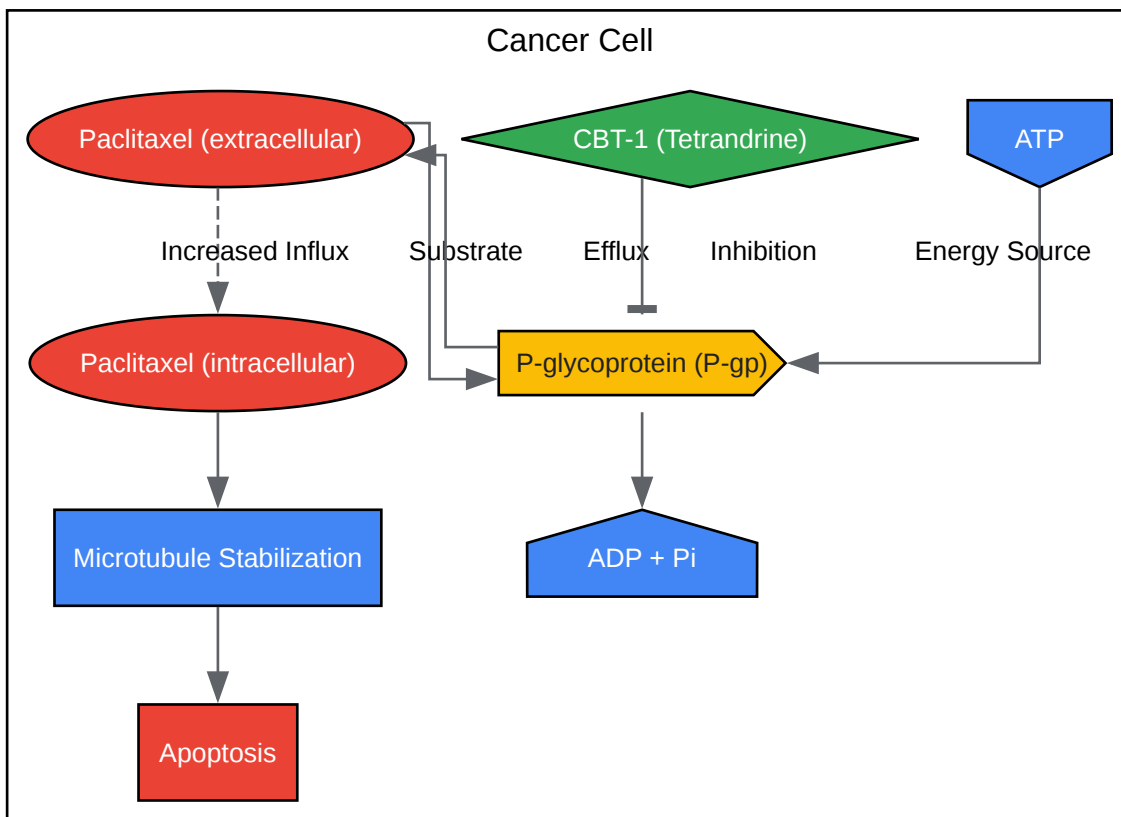 Cancer Cell
Paclitaxel (extracellular)
CBT-1 (Tetrandrine)
ATP
Increased Influx
Substrate
Efflux
Inhibition
Energy Source
Paclitaxel (intracellular)
P-glycoprotein (P-gp)
Microtubule Stabilization
ADP + Pi
Apoptosis